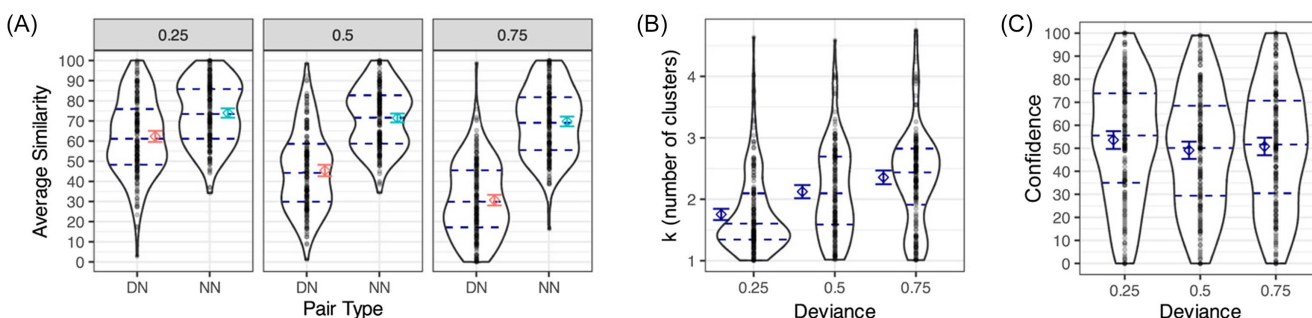 (A)
0.25 0.5 0.75
Average Similarity
100
90
80
70
60
50
40
30
20
10
0
DN NN DN NN DN NN
Pair Type
(B)
k (number of clusters)
4
3
2
1
0.25 0.5 0.75
Deviance
(C)
Confidence
100
90
80
70
60
50
40
30
20
10
0
0.25 0.5 0.75
Deviance